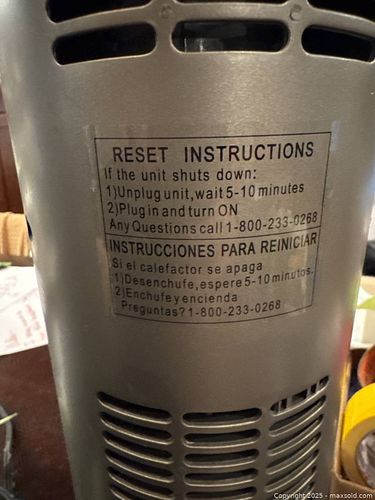 RESET INSTRUCTIONS
If the unit shuts down:
1)Unplug unit, wait 5-10 minutes
2)Plug in and turn ON
Any Questions call 1-800-233-0268
INSTRUCCIONES PARA REINICIAR
Si el calefactor se apaga
1)Desenchufe, espere 5-10 minutos.
2)Enchufe y encienda
Preguntas? 1-800-233-0268
Copyright 2025 - maxsold.com